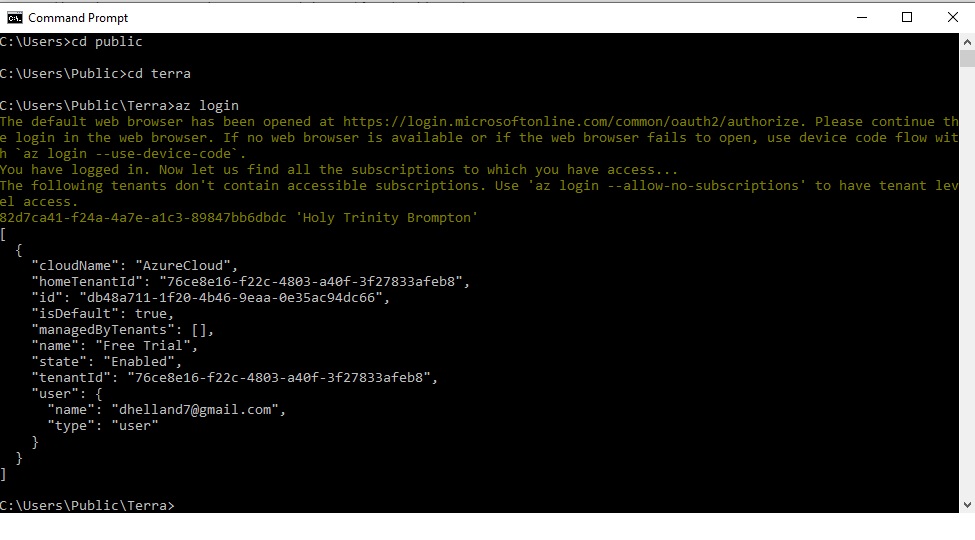 Command Prompt
C:\Users>cd public
C:\Users\Public>cd terra
C:\Users\Public\Terra>az login
The default web browser has been opened at https://login.microsoftonline.com/common/oauth2/authorize. Please continue th
e login in the web browser. If no web browser is available or if the web browser fails to open, use device code flow wit
h `az login --use-device-code`.
You have logged in. Now let us find all the subscriptions to which you have access...
The following tenants don't contain accessible subscriptions. Use 'az login --allow-no-subscriptions' to have tenant lev
el access.
82d7ca41-f24a-4a7e-a1c3-89847bb6dbdc 'Holy Trinity Brompton'
[
  {
    "cloudName": "AzureCloud",
    "homeTenantId": "76ce8e16-f22c-4803-a40f-3f27833afeb8",
    "id": "db48a711-1f20-4b46-9eaa-0e35ac94dc66",
    "isDefault": true,
    "managedByTenants": [],
    "name": "Free Trial",
    "state": "Enabled",
    "tenantId": "76ce8e16-f22c-4803-a40f-3f27833afeb8",
    "user": {
      "name": "dhelland7@gmail.com",
      "type": "user"
    }
  }
]
C:\Users\Public\Terra>